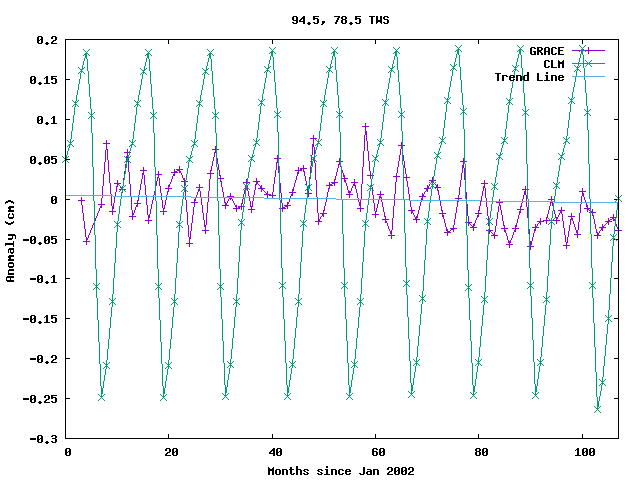 94.5, 78.5 TWS
GRACE
CLM
Trend Line
0.2
0.15
0.1
0.05
0
-0.05
-0.1
-0.15
-0.2
-0.25
-0.3
Anomaly (cm)
0 20 40 60 80 100
Months since Jan 2002